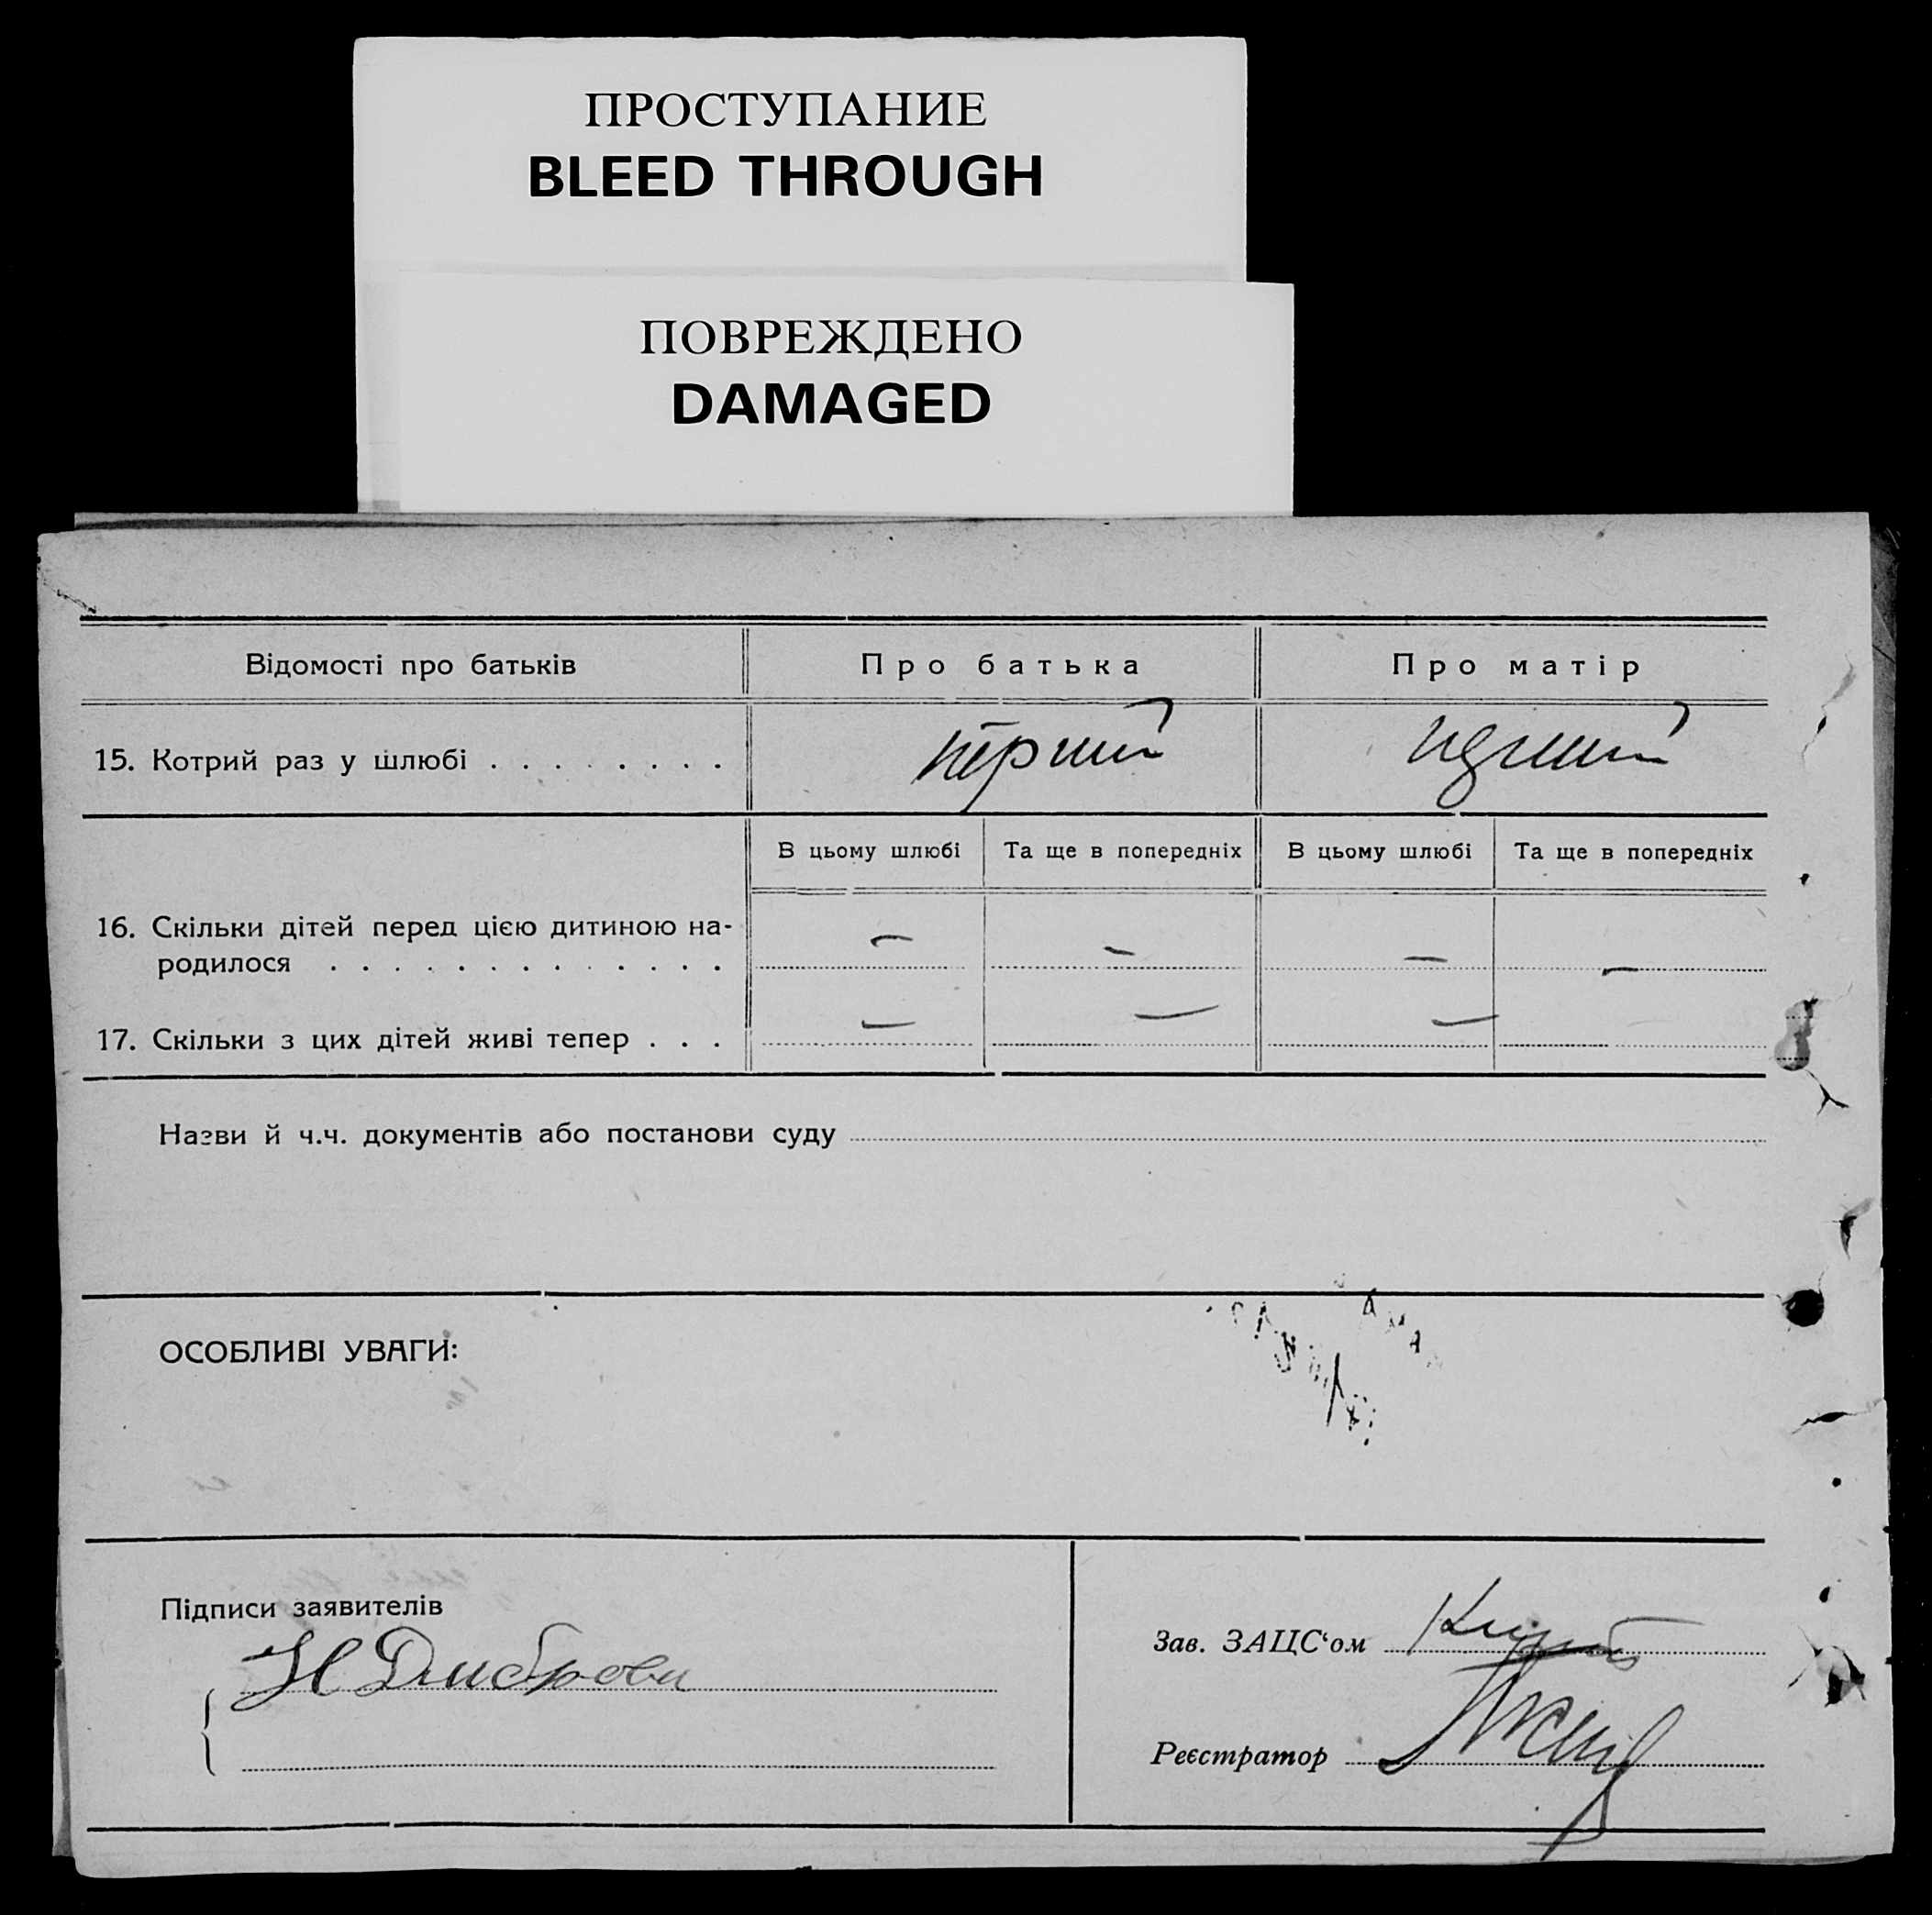 ПРОСТУПАНИЕ
BLEED THROUGH
ПОВРЕЖДЕНО
DAMAGED
Відомості про батьків
Про батька
Про матір
15. Котрий раз у шлюбі . . . . . . . .
перший
В цьому шлюбі
Та ще в попередніх
В цьому шлюбі
Та ще в попередніх
16. Скільки дітей перед цією дитиною на-
родилося . . . . . . . . . . . . . .
— — — —
17. Скільки з цих дітей живі тепер . . .
— — —
Назви й ч.ч. документів або постанови суду
ОСОБЛИВІ УВАГИ:
Підписи заявителів
Зав. ЗАЦС‘ом
Реєстратор